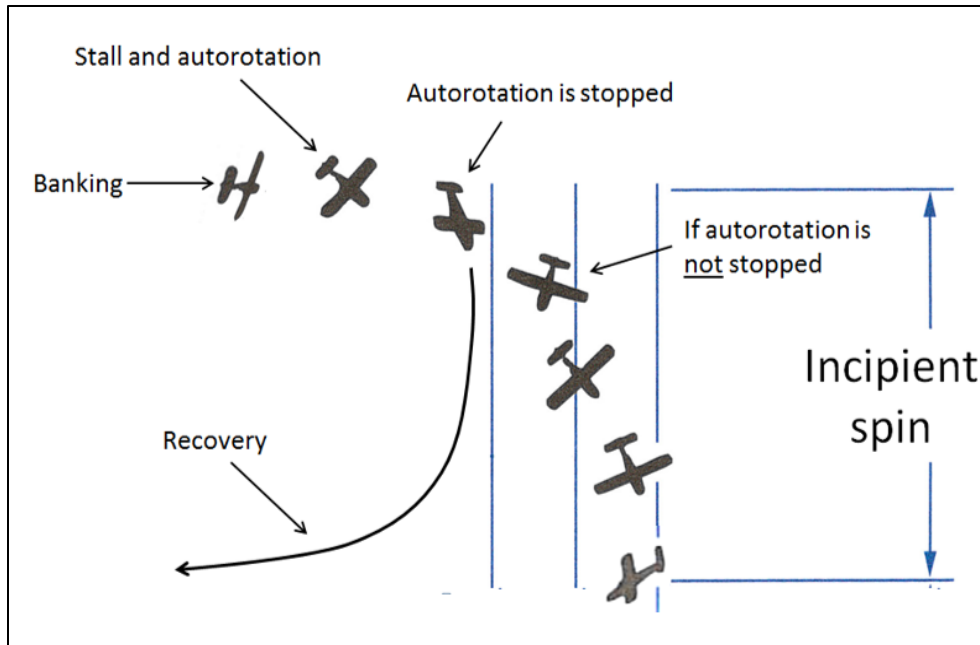 Stall and autorotation
Autorotation is stopped
Banking
If autorotation is
not stopped
Incipient
spin
Recovery